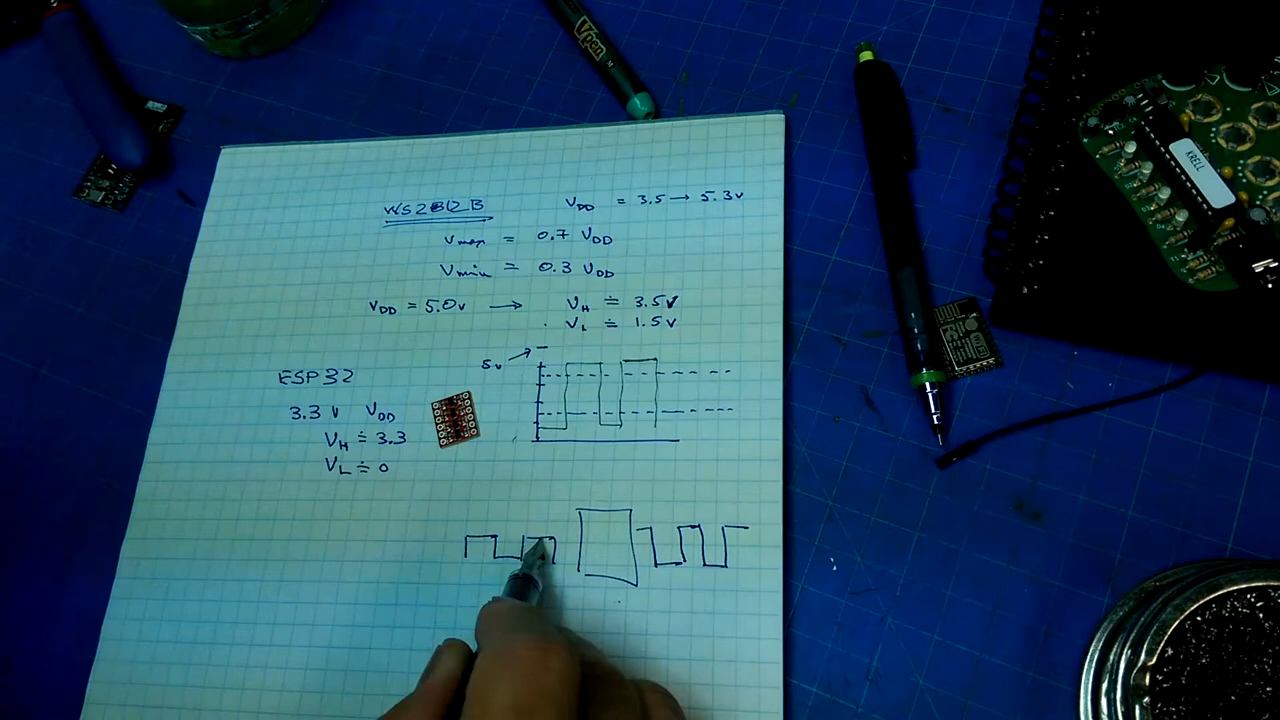 WS2812B
VDD = 3.5 → 5.3v
Vmax = 0.7 VDD
Vmin = 0.3 VDD
VDD = 5.0v → VH ≐ 3.5V
VL ≐ 1.5V
5v
ESP32
3.3 V VDD
VH ≐ 3.3
VL ≐ 0
Vpen M
KRELL